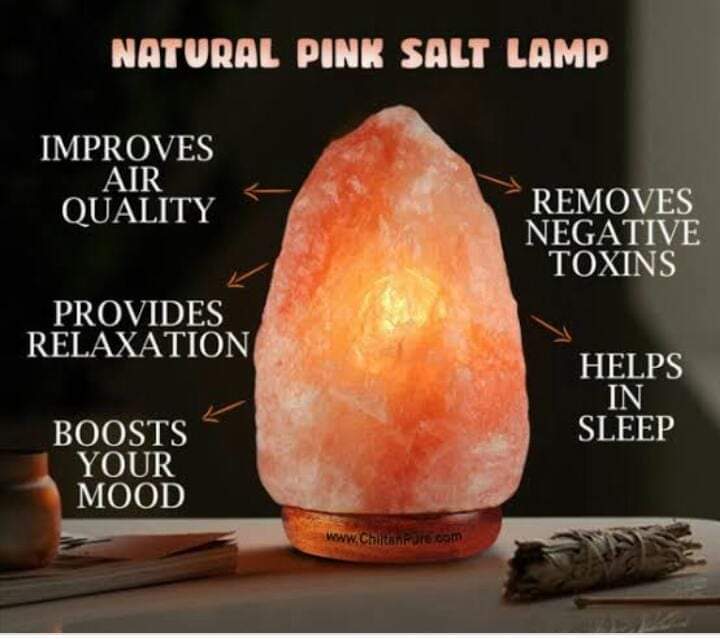 NATURAL PINK SALT LAMP
IMPROVES
AIR
QUALITY
REMOVES
NEGATIVE
TOXINS
PROVIDES
RELAXATION
HELPS
IN
SLEEP
BOOSTS
YOUR
MOOD
www.ChiltanPure.com